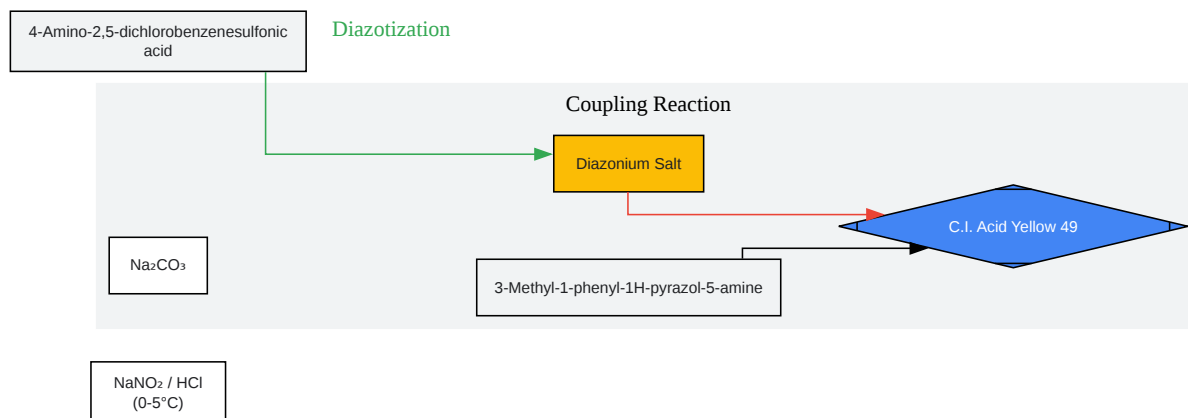 4-Amino-2,5-dichlorobenzenesulfonic
acid
Diazotization
Coupling Reaction
Diazonium Salt
C.I. Acid Yellow 49
Na₂CO₃
3-Methyl-1-phenyl-1H-pyrazol-5-amine
NaNO₂ / HCl
(0-5°C)